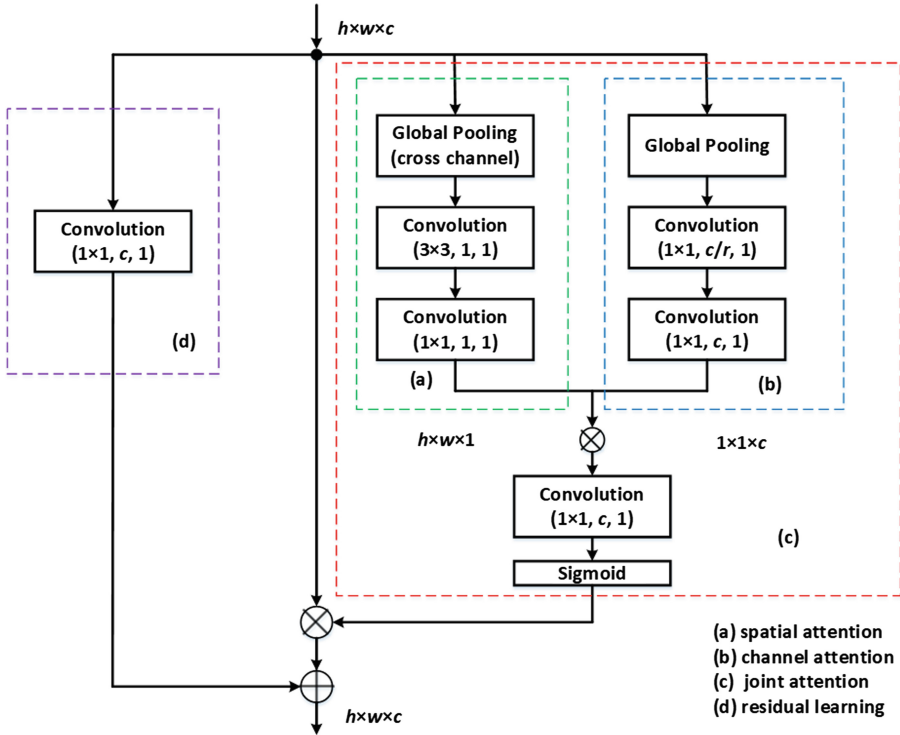 h×w×c
Global Pooling
(cross channel)
Global Pooling
Convolution
(1×1, c, 1)
Convolution
(3×3, 1, 1)
Convolution
(1×1, c/r, 1)
Convolution
(1×1, 1, 1)
Convolution
(1×1, c, 1)
(d)
(a)
(b)
h×w×1
1×1×c
Convolution
(1×1, c, 1)
(c)
Sigmoid
(a) spatial attention
(b) channel attention
(c) joint attention
(d) residual learning
h×w×c